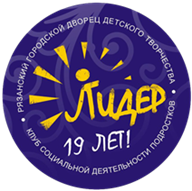 • РЯЗАНСКИЙ ГОРОДСКОЙ ДВОРЕЦ ДЕТСКОГО ТВОРЧЕСТВА •
ЛИДЕР
19 ЛЕТ!
КЛУБ СОЦИАЛЬНОЙ ДЕЯТЕЛЬНОСТИ ПОДРОСТКОВ